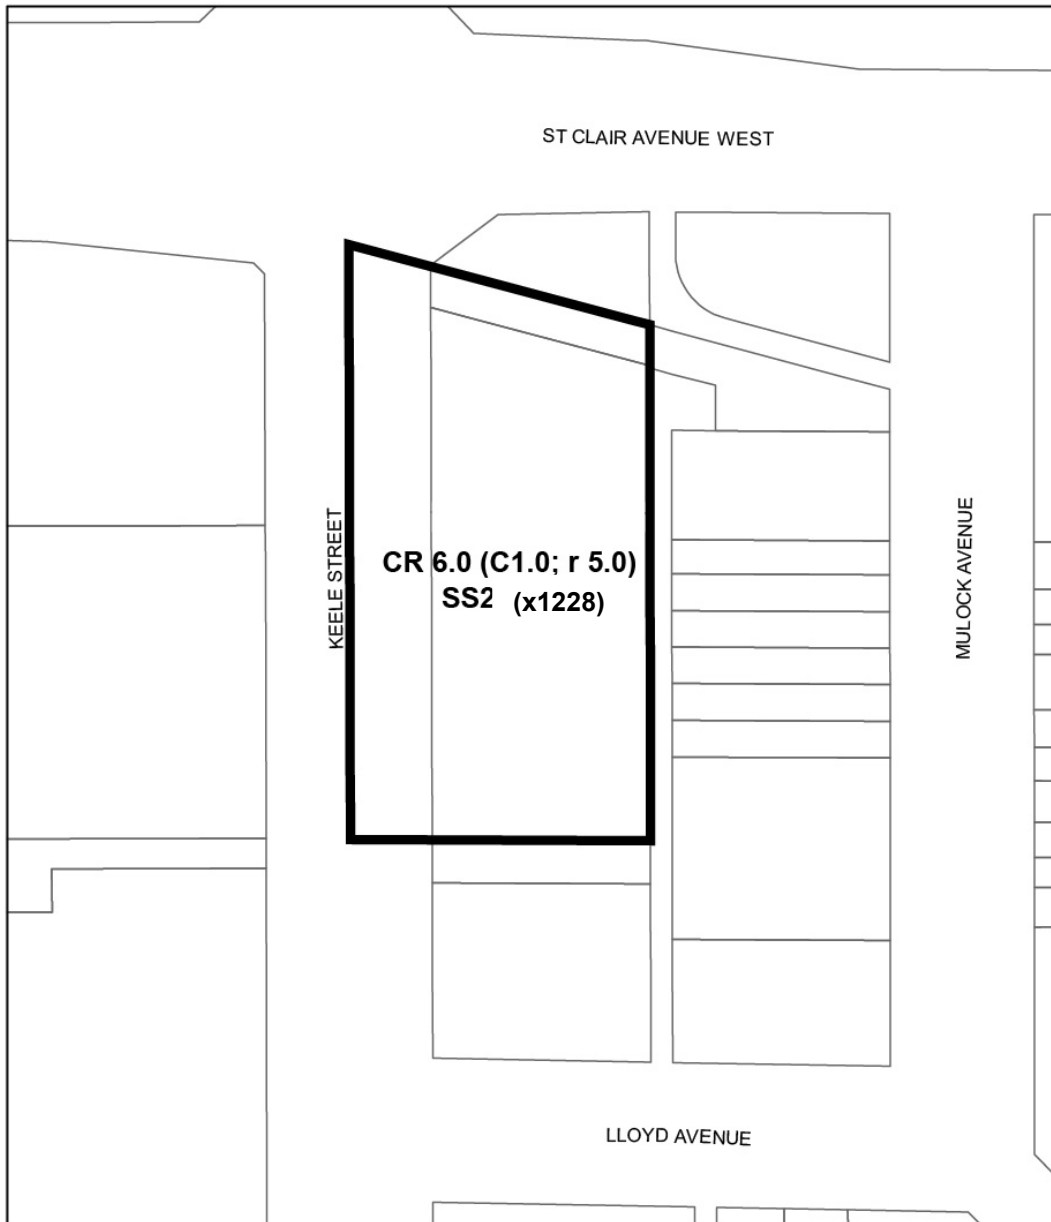 ST CLAIR AVENUE WEST
KEELE STREET
CR 6.0 (C1.0; r 5.0)
SS2 (x1228)
MULOCK AVENUE
LLOYD AVENUE